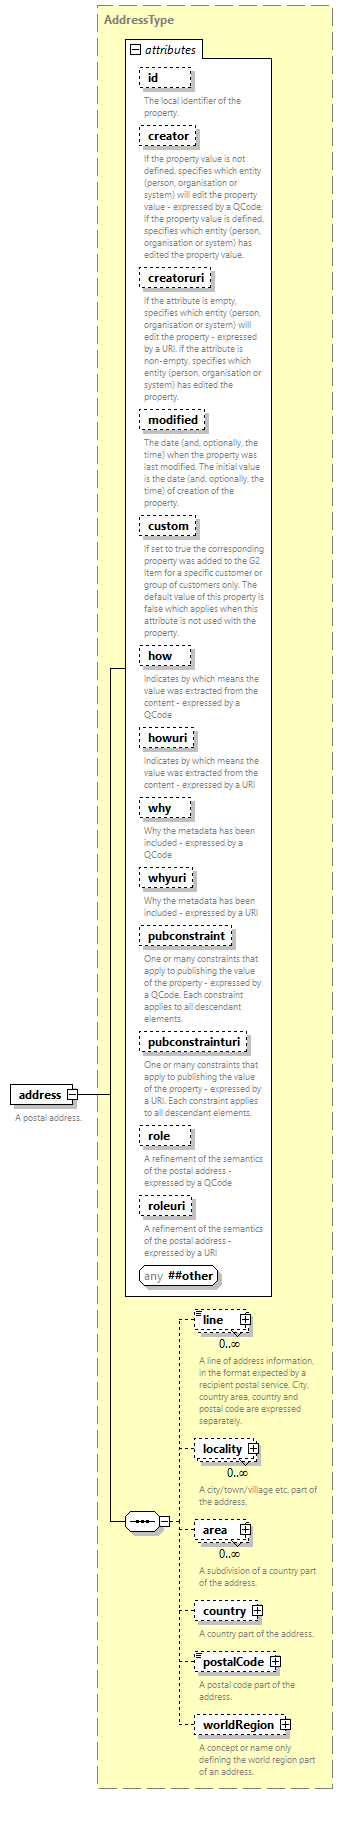 AddressType
attributes
id
The local identifier of the
property.
creator
If the property value is not
defined, specifies which entity
(person, organisation or
system) will edit the property
value - expressed by a QCode.
If the property value is defined,
specifies which entity (person,
organisation or system) has
edited the property value.
creatoruri
If the attribute is empty,
specifies which entity (person,
organisation or system) will
edit the property - expressed
by a URI. If the attribute is
non-empty, specifies which
entity (person, organisation or
system) has edited the
property.
modified
The date (and, optionally, the
time) when the property was
last modified. The initial value
is the date (and, optionally, the
time) of creation of the
property.
custom
If set to true the corresponding
property was added to the G2
Item for a specific customer or
group of customers only. The
default value of this property is
false which applies when this
attribute is not used with the
property.
how
Indicates by which means the
value was extracted from the
content - expressed by a
QCode
howuri
Indicates by which means the
value was extracted from the
content - expressed by a URI
why
Why the metadata has been
included - expressed by a
QCode
whyuri
Why the metadata has been
included - expressed by a URI
pubconstraint
One or many constraints that
apply to publishing the value
of the property - expressed by
a QCode. Each constraint
applies to all descendant
elements.
pubconstrainturi
One or many constraints that
apply to publishing the value
of the property - expressed by
a URI. Each constraint applies
to all descendant elements.
address
A postal address.
role
A refinement of the semantics
of the postal address -
expressed by a QCode
roleuri
A refinement of the semantics
of the postal address -
expressed by a URI
any ##other
line
0..∞
A line of address information,
in the format expected by a
recipient postal service. City,
country area, country and
postal code are expressed
separately.
locality
0..∞
A city/town/village etc. part of
the address.
area
0..∞
A subdivision of a country part
of the address.
country
A country part of the address.
postalCode
A postal code part of the
address.
worldRegion
A concept or name only
defining the world region part
of an address.